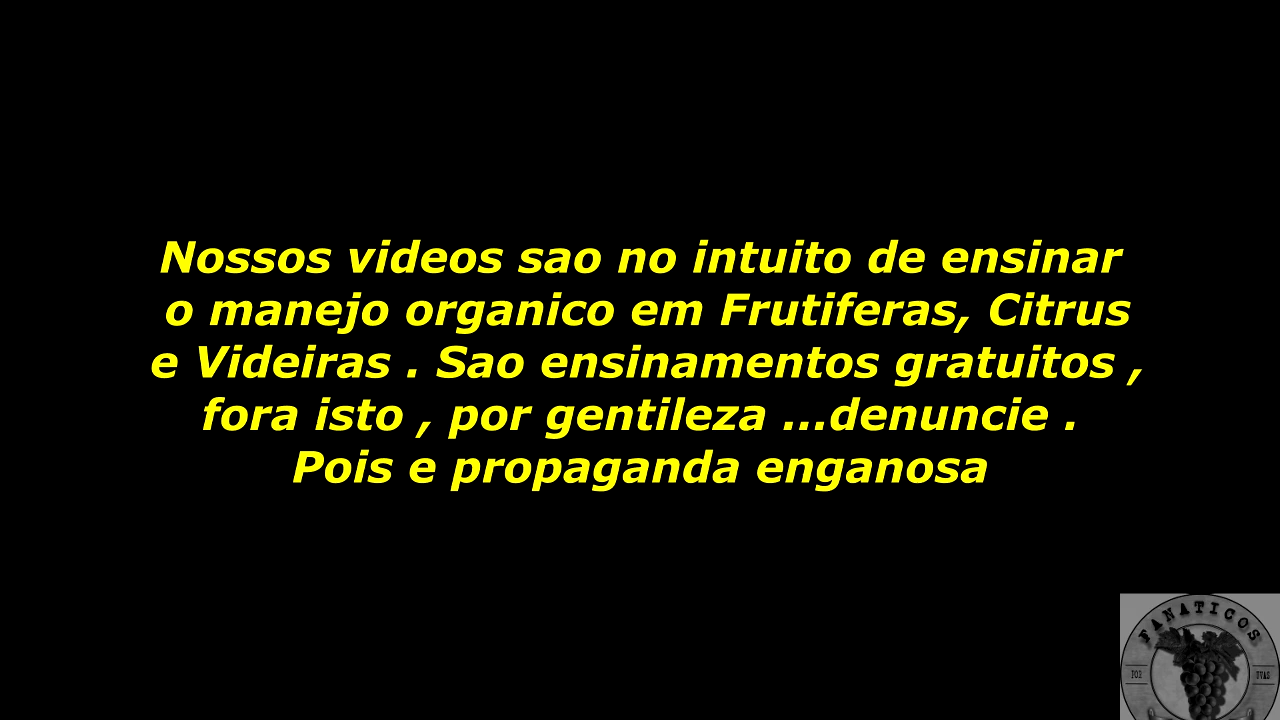 Nossos videos sao no intuito de ensinar
o manejo organico em Frutiferas, Citrus
e Videiras . Sao ensinamentos gratuitos ,
fora isto , por gentileza ...denuncie .
Pois e propaganda enganosa
FANATICOS
POR UVAS